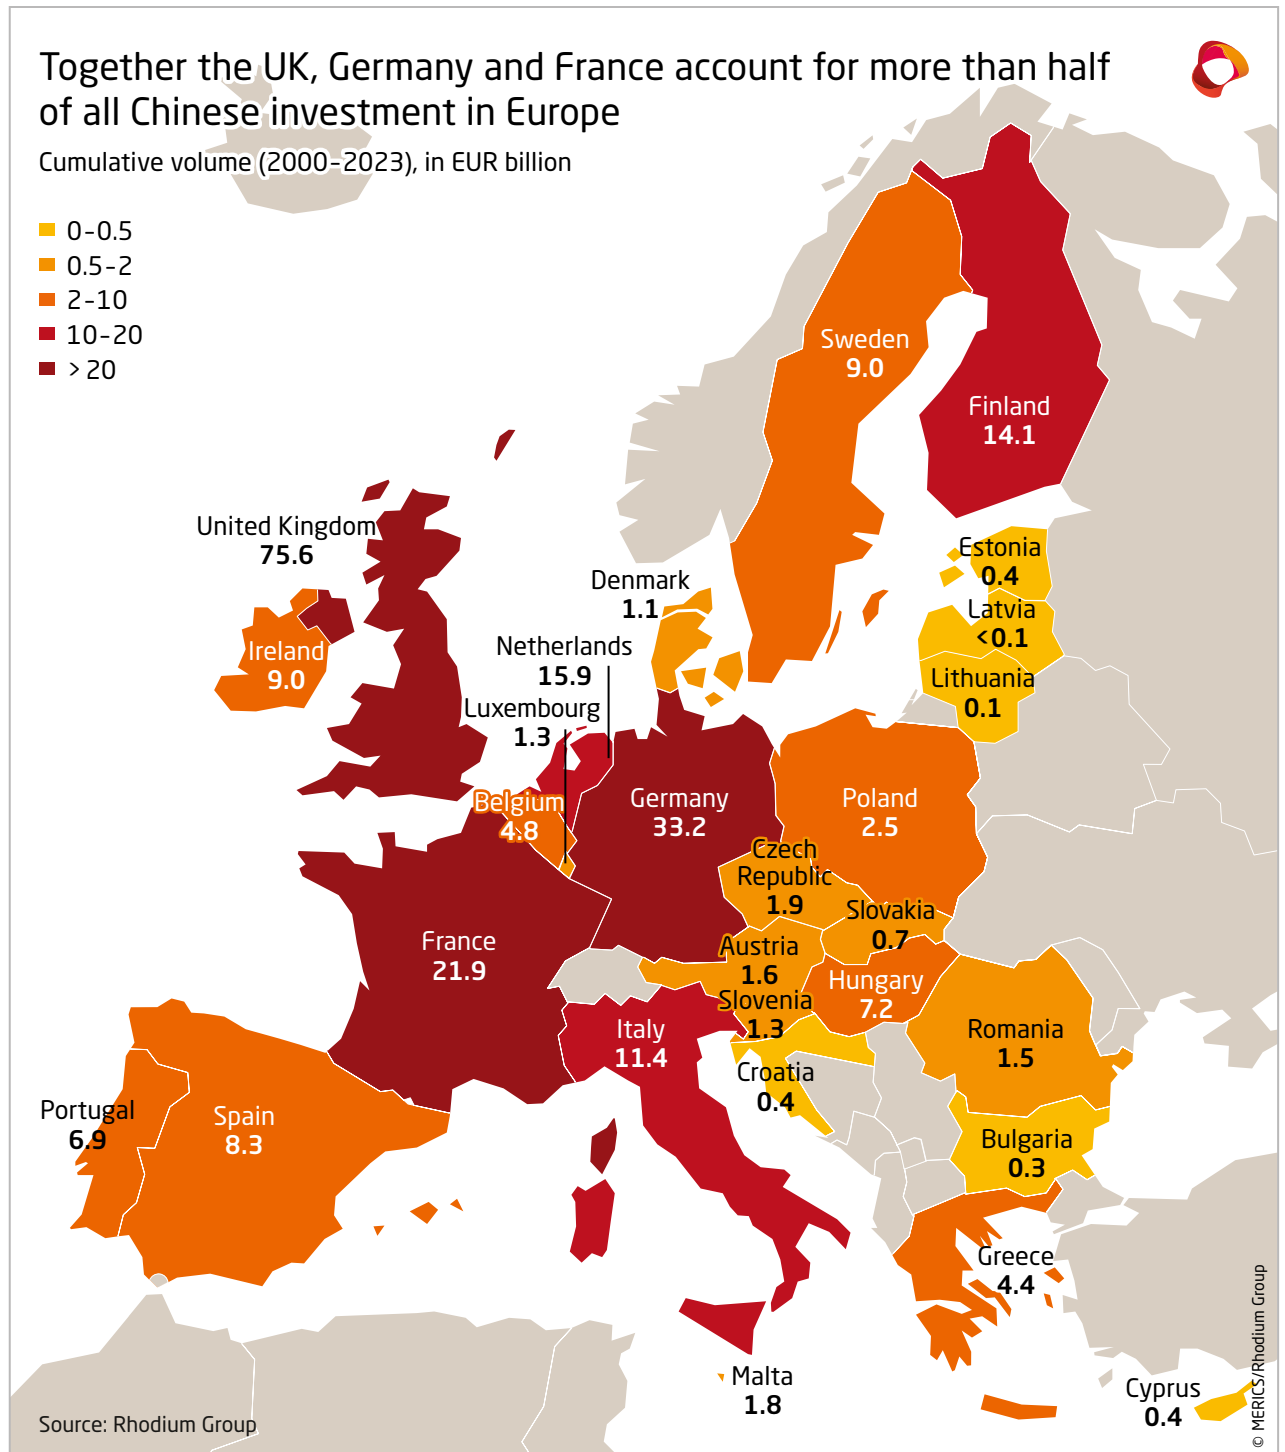 Together the UK, Germany and France account for more than half
of all Chinese investment in Europe
Cumulative volume (2000–2023), in EUR billion
0–0.5
0.5–2
2–10
10–20
> 20
Sweden
9.0
Finland
14.1
United Kingdom
75.6
Estonia
0.4
Denmark
1.1
Latvia
<0.1
Ireland
9.0
Netherlands
15.9
Lithuania
0.1
Luxembourg
1.3
Belgium
4.8
Germany
33.2
Poland
2.5
Czech
Republic
1.9
Slovakia
0.7
France
21.9
Austria
1.6
Hungary
7.2
Slovenia
1.3
Italy
11.4
Romania
1.5
Croatia
0.4
Portugal
6.9
Spain
8.3
Bulgaria
0.3
Greece
4.4
Malta
1.8
Cyprus
0.4
Source: Rhodium Group
© MERICS/Rhodium Group